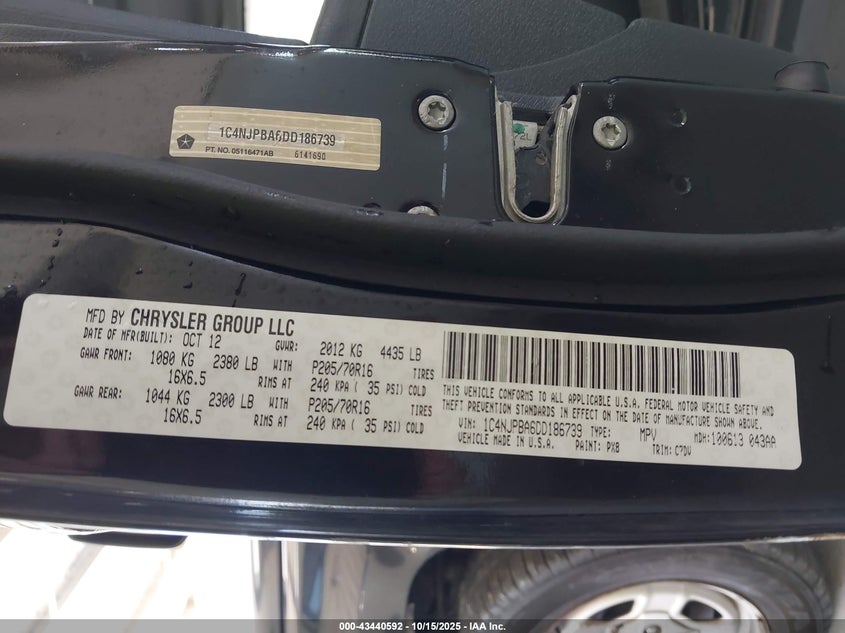 1C4NJPBA6DD186739
PT. NO. 05116471AB 6141690
72L
MFD BY CHRYSLER GROUP LLC
DATE OF MFR(BUILT): OCT 12 GVWR: 2012 KG 4435 LB
GAWR FRONT: 1080 KG 2380 LB WITH P205/70R16 TIRES
16X6.5 RIMS AT 240 KPA ( 35 PSI) COLD
GAWR REAR: 1044 KG 2300 LB WITH P205/70R16 TIRES
16X6.5 RIMS AT 240 KPA ( 35 PSI) COLD
THIS VEHICLE CONFORMS TO ALL APPLICABLE U.S.A. FEDERAL MOTOR VEHICLE SAFETY AND
THEFT PREVENTION STANDARDS IN EFFECT ON THE DATE OF MANUFACTURE SHOWN ABOVE.
VIN: 1C4NJPBA6DD186739 TYPE: MPV MDH: 100613 043AA
VEHICLE MADE IN U.S.A. PAINT: PXB TRIM: C7DV
000-43440592 - 10/15/2025 - IAA Inc.